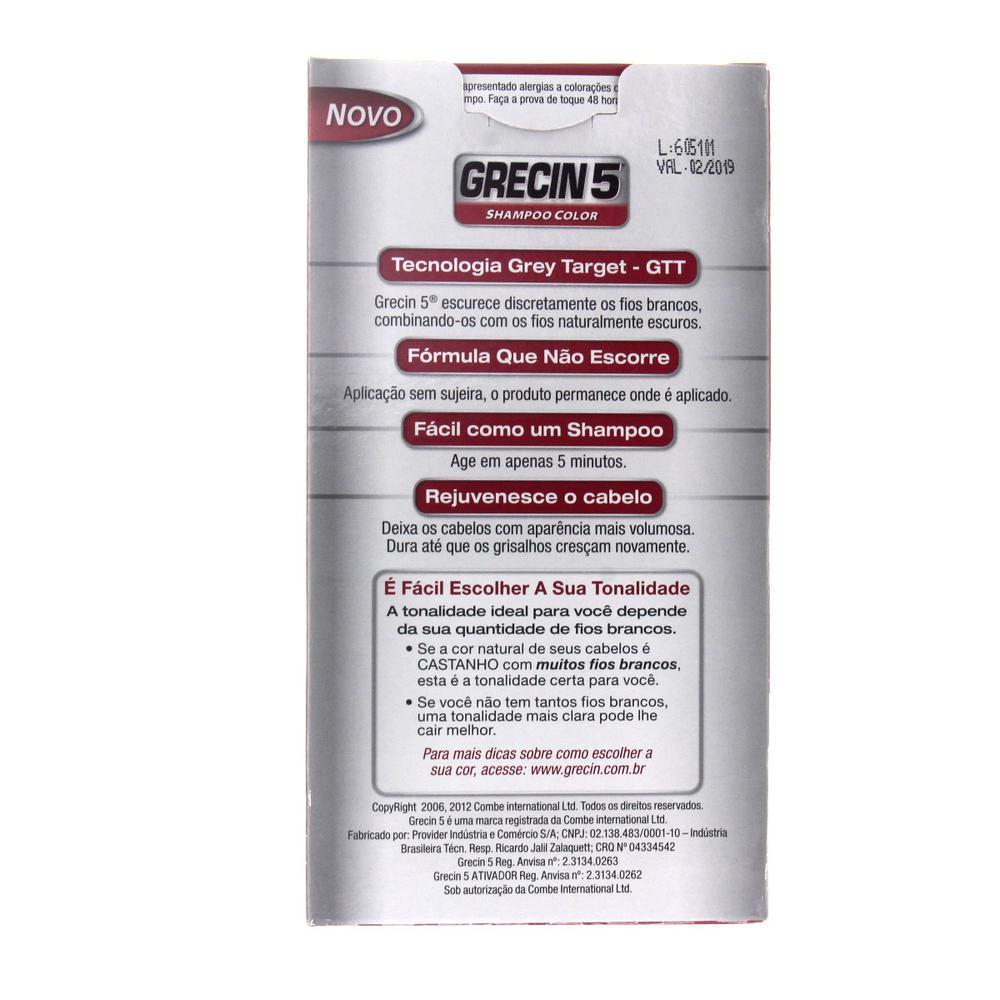 apresentado alergias a colorações
mpo. Faça a prova de toque 48
NOVO
L:605101
VAL.02/2019
GRECIN 5
SHAMPOO COLOR
Tecnologia Grey Target - GTT
Grecin 5® escurece discretamente os fios brancos,
combinando-os com os fios naturalmente escuros.
Fórmula Que Não Escorre
Aplicação sem sujeira, o produto permanece onde é aplicado.
Fácil como um Shampoo
Age em apenas 5 minutos.
Rejuvenesce o cabelo
Deixa os cabelos com aparência mais volumosa.
Dura até que os grisalhos cresçam novamente.
É Fácil Escolher A Sua Tonalidade
A tonalidade ideal para você depende
da sua quantidade de fios brancos.
• Se a cor natural de seus cabelos é
CASTANHO com muitos fios brancos,
esta é a tonalidade certa para você.
• Se você não tem tantos fios brancos,
uma tonalidade mais clara pode lhe
cair melhor.
Para mais dicas sobre como escolher a
sua cor, acesse: www.grecin.com.br
CopyRight 2006, 2012 Combe international Ltd. Todos os direitos reservados.
Grecin 5 é uma marca registrada da Combe international Ltd.
Fabricado por: Provider Indústria e Comércio S/A; CNPJ: 02.138.483/0001-10 – Indústria
Brasileira Técn. Resp. Ricardo Jalil Zalaquett; CRQ Nº 04334542
Grecin 5 Reg. Anvisa nº: 2.3134.0263
Grecin 5 ATIVADOR Reg. Anvisa nº: 2.3134.0262
Sob autorização da Combe International Ltd.